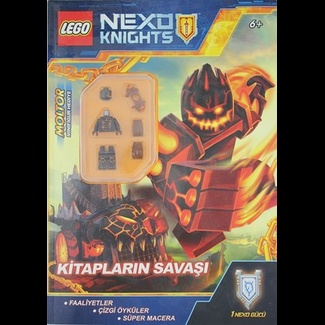 LEGO
NEXO
KNIGHTS
6+
MOLTOR
KİTAPLARIN SAVAŞI
• FAALİYETLER
• ÇİZGİ ÖYKÜLER
• SÜPER MACERA
1 NEXO GÜCÜ